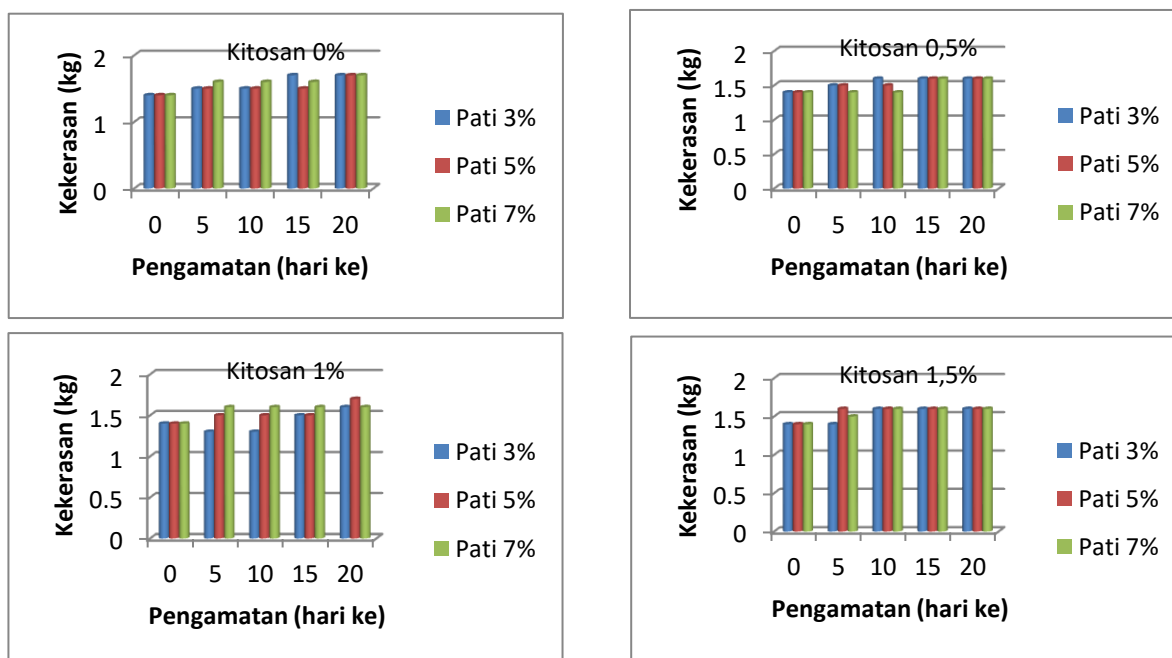 Kitosan 0%
Kekerasan (kg)
2
1
0
0 5 10 15 20
Pengamatan (hari ke)
Pati 3%
Pati 5%
Pati 7%
Kitosan 0,5%
Kekerasan (kg)
2
1.5
1
0.5
0
0 5 10 15 20
Pengamatan (hari ke)
Pati 3%
Pati 5%
Pati 7%
Kitosan 1%
Kekerasan (kg)
2
1.5
1
0.5
0
0 5 10 15 20
Pengamatan (hari ke)
Pati 3%
Pati 5%
Pati 7%
Kitosan 1,5%
Kekerasan (kg)
2
1.5
1
0.5
0
0 5 10 15 20
Pengamatan (hari ke)
Pati 3%
Pati 5%
Pati 7%